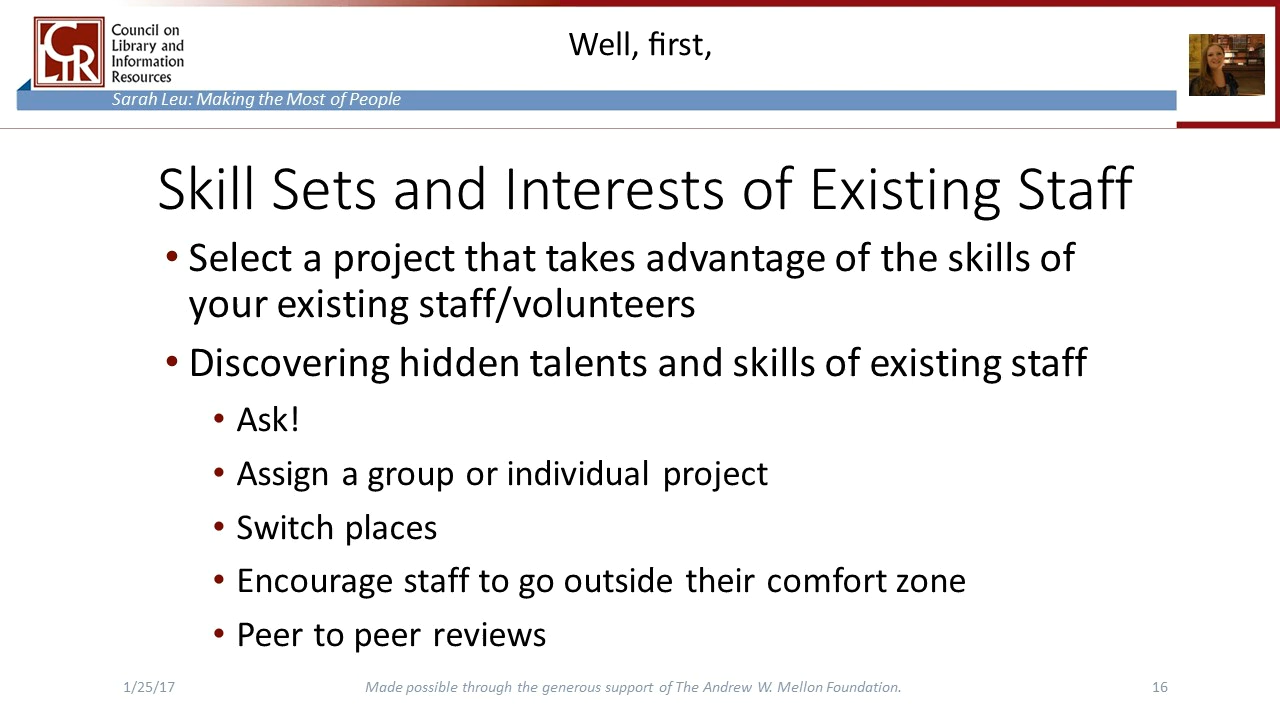 CLIR
Council on
Library and
Information
Resources
Well, first,
Sarah Leu: Making the Most of People
Skill Sets and Interests of Existing Staff
• Select a project that takes advantage of the skills of
your existing staff/volunteers
• Discovering hidden talents and skills of existing staff
• Ask!
• Assign a group or individual project
• Switch places
• Encourage staff to go outside their comfort zone
• Peer to peer reviews
1/25/17
Made possible through the generous support of The Andrew W. Mellon Foundation.
16